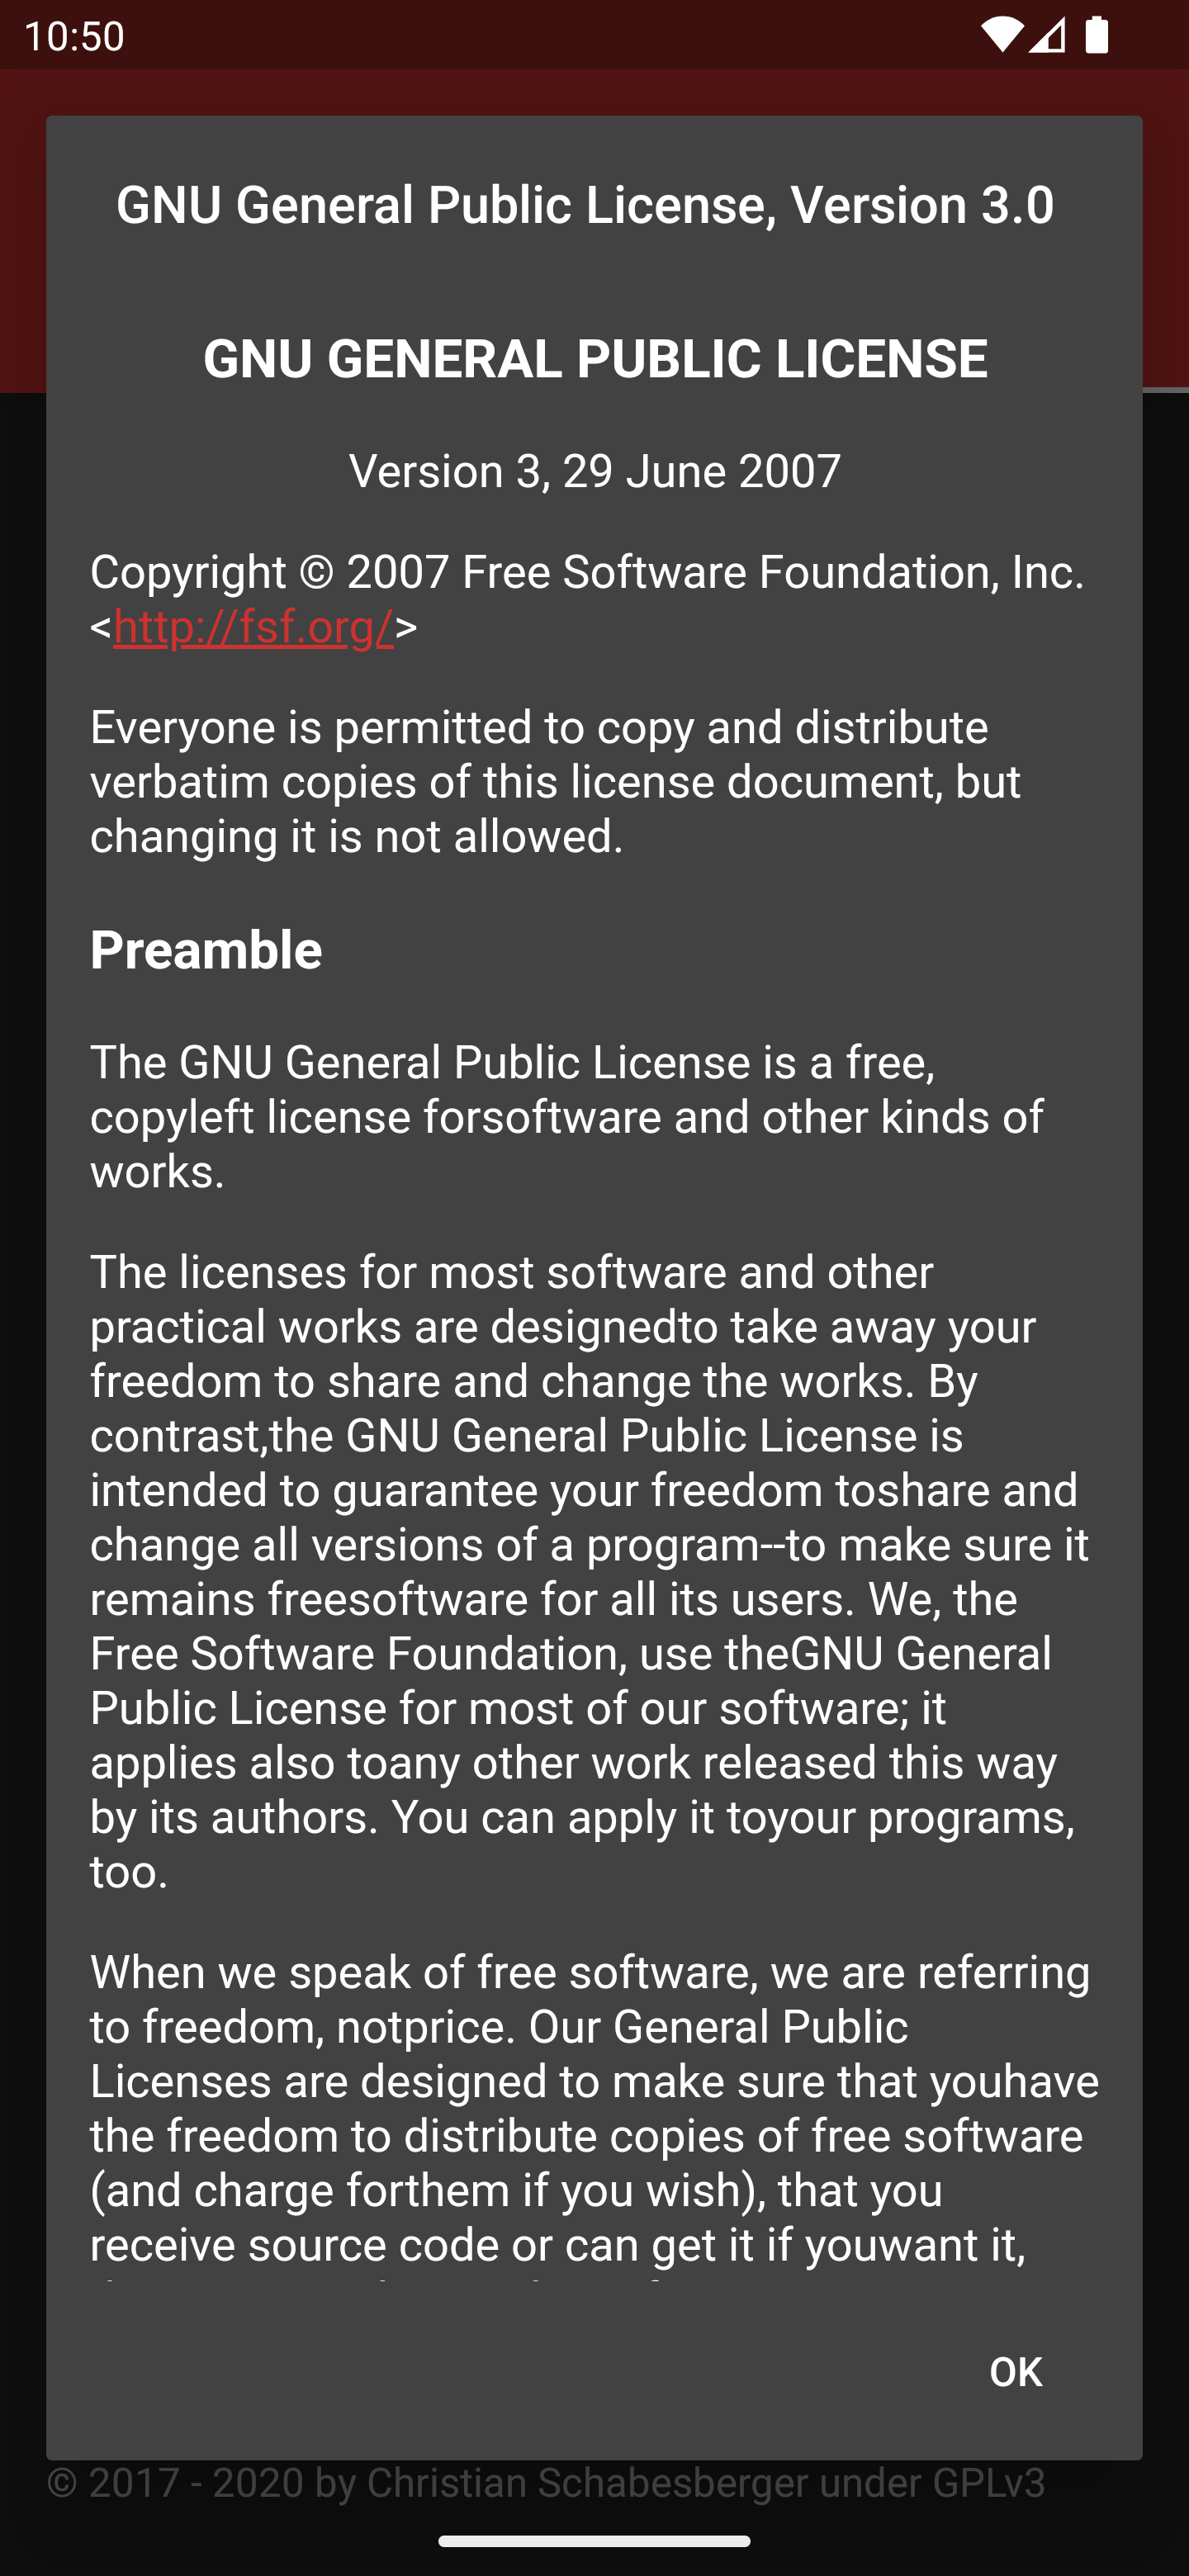 10:50
GNU General Public License, Version 3.0
GNU GENERAL PUBLIC LICENSE
Version 3, 29 June 2007
Copyright © 2007 Free Software Foundation, Inc.
<http://fsf.org/>
Everyone is permitted to copy and distribute
verbatim copies of this license document, but
changing it is not allowed.
Preamble
The GNU General Public License is a free,
copyleft license forsoftware and other kinds of
works.
The licenses for most software and other
practical works are designedto take away your
freedom to share and change the works. By
contrast,the GNU General Public License is
intended to guarantee your freedom toshare and
change all versions of a program--to make sure it
remains freesoftware for all its users. We, the
Free Software Foundation, use theGNU General
Public License for most of our software; it
applies also toany other work released this way
by its authors. You can apply it toyour programs,
too.
When we speak of free software, we are referring
to freedom, notprice. Our General Public
Licenses are designed to make sure that youhave
the freedom to distribute copies of free software
(and charge forthem if you wish), that you
receive source code or can get it if youwant it,
OK
© 2017 - 2020 by Christian Schabesberger under GPLv3